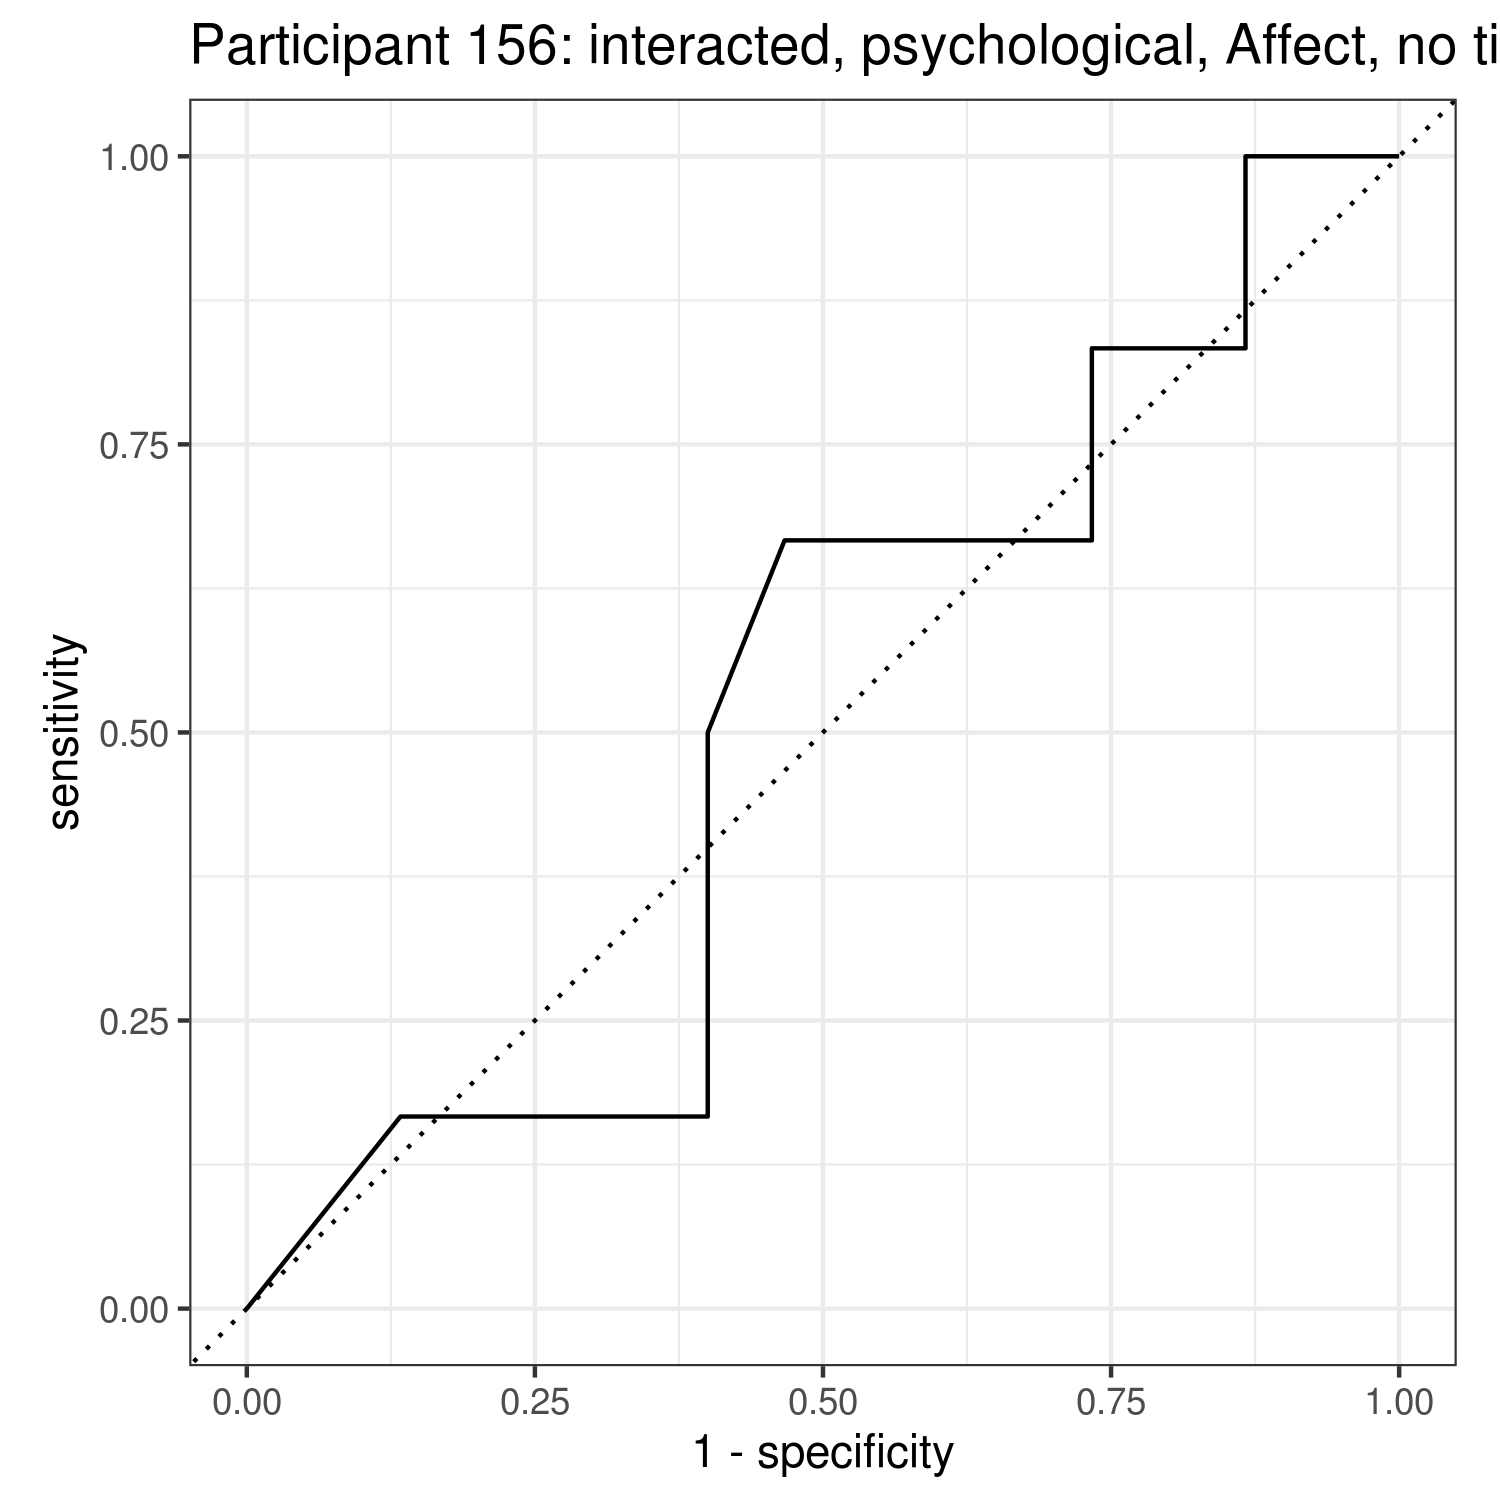 Participant 156: interacted, psychological, Affect, no ti
1.00
0.75
0.50
0.25
0.00
sensitivity
0.00 0.25 0.50 0.75 1.00
1 - specificity